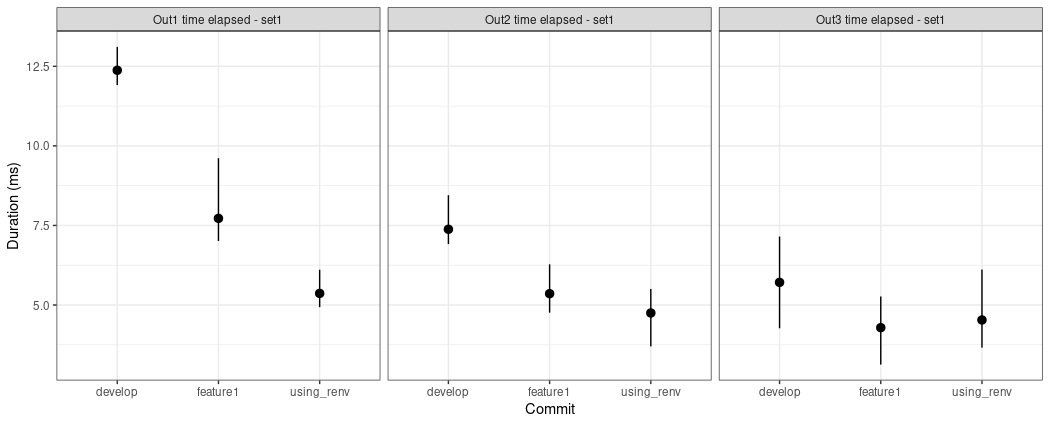 Out1 time elapsed - set1
Out2 time elapsed - set1
Out3 time elapsed - set1
Duration (ms)
12.5
10.0
7.5
5.0
develop
feature1
using_renv
develop
feature1
using_renv
develop
feature1
using_renv
Commit